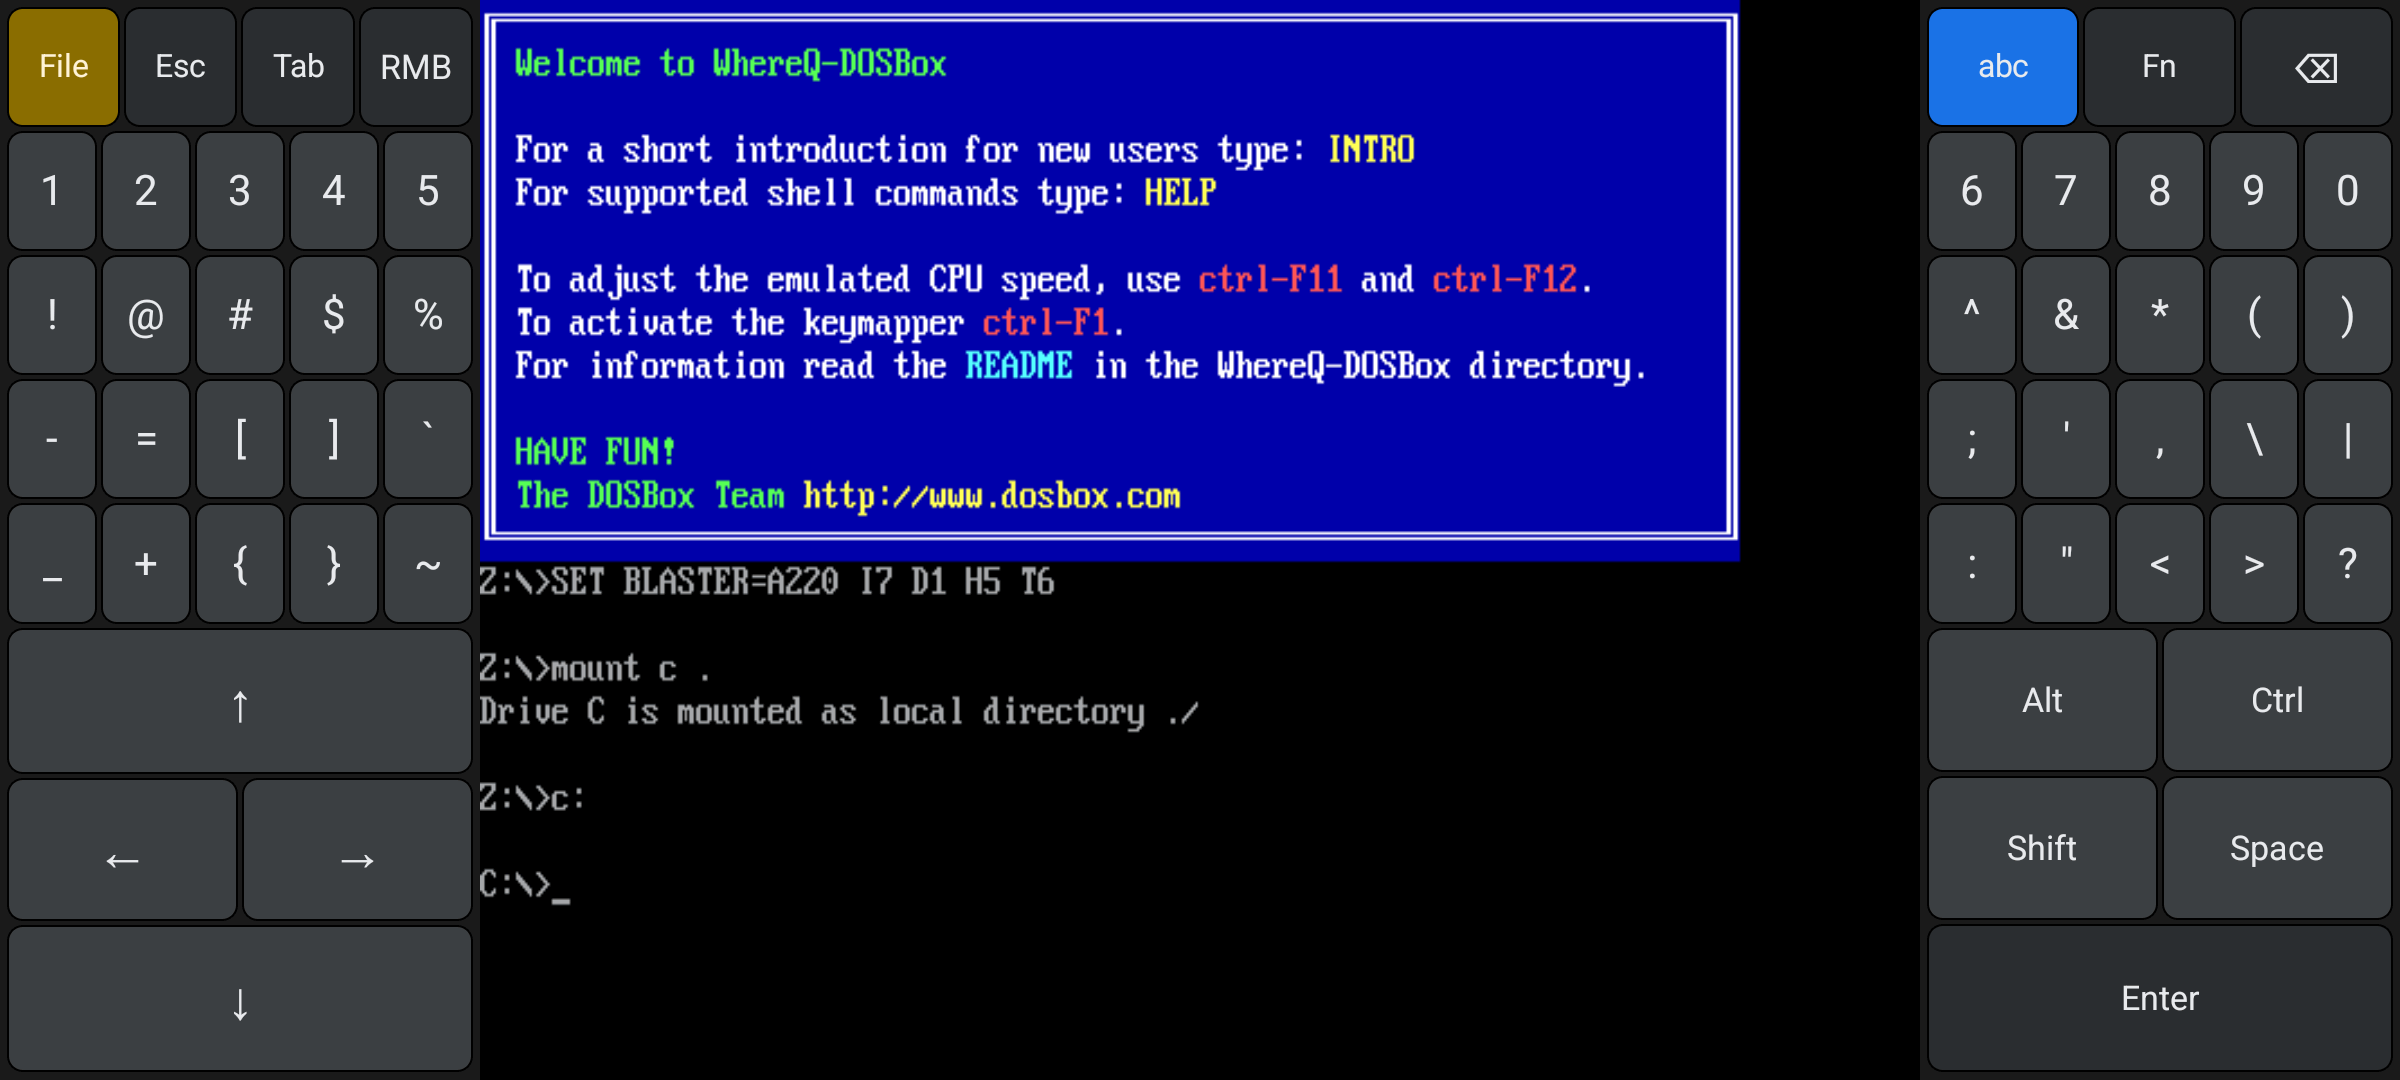 File Esc Tab RMB
1 2 3 4 5
! @ # $ %
- = [ ] `
_ + { } ~
↑
← →
↓
Welcome to WhereQ-DOSBox
For a short introduction for new users type: INTRO
For supported shell commands type: HELP
To adjust the emulated CPU speed, use ctrl-F11 and ctrl-F12.
To activate the keymapper ctrl-F1.
For information read the README in the WhereQ-DOSBox directory.
HAVE FUN!
The DOSBox Team http://www.dosbox.com
Z:\>SET BLASTER=A220 I7 D1 H5 T6
Z:\>mount c .
Drive C is mounted as local directory ./
Z:\>c:
C:\>_
abc Fn ⌫
6 7 8 9 0
^ & * ( )
; ' , \ |
: " < > ?
Alt Ctrl
Shift Space
Enter